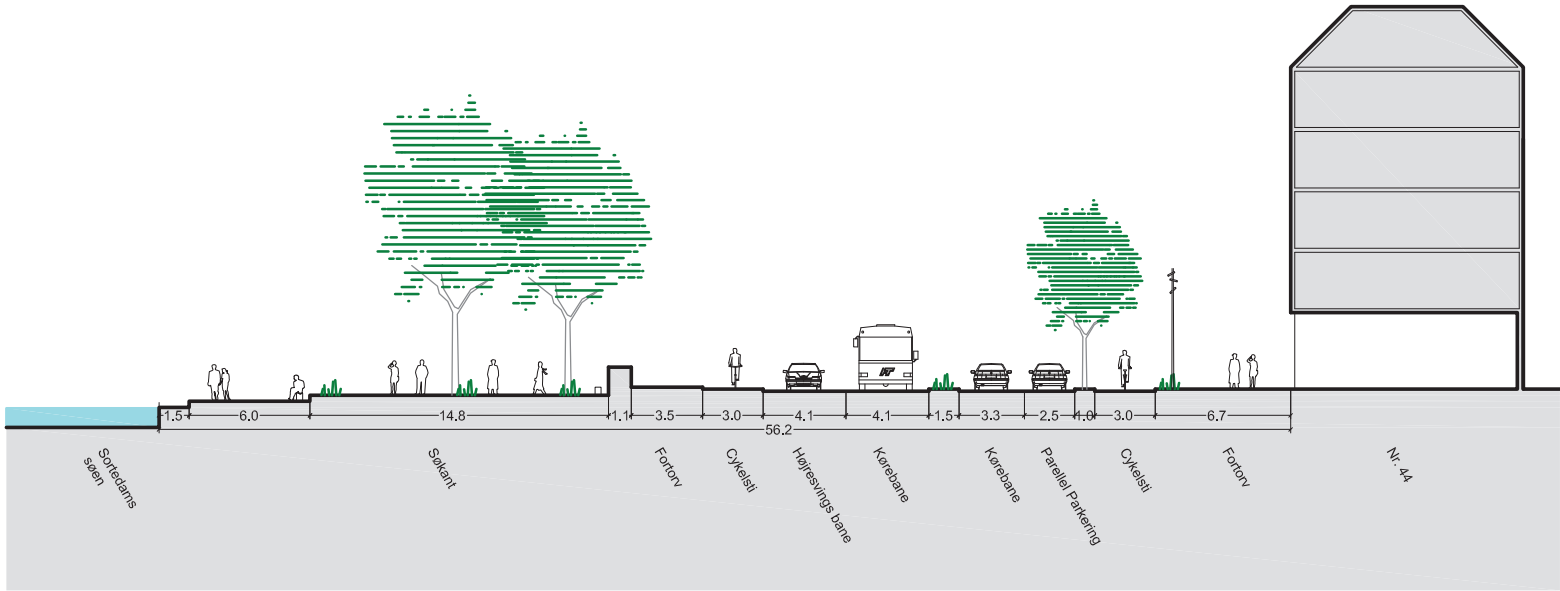 1.5 6.0 14.8 1.1 3.5 3.0 4.1 4.1 1.5 3.3 2.5 1.0 3.0 6.7
56.2
Sortedams
søen
Søkant
Fortorv
Cykelsti
Højresvings bane
Kørebane
Kørebane
Parellel Parkering
Cykelsti
Fortorv
Nr. 44